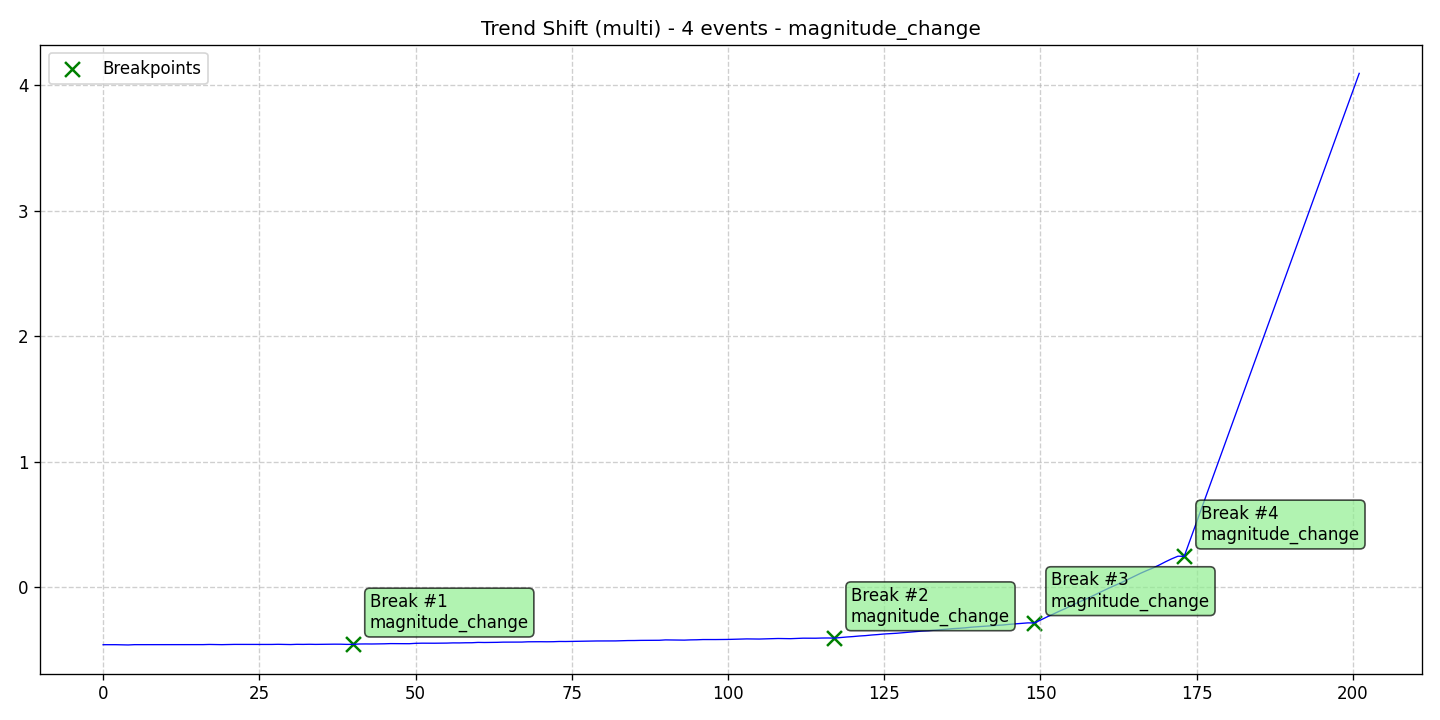 Trend Shift (multi) - 4 events - magnitude_change
Breakpoints
4
3
2
1
0
Break #4
magnitude_change
Break #3
magnitude_change
Break #2
magnitude_change
Break #1
magnitude_change
0
25
50
75
100
125
150
175
200